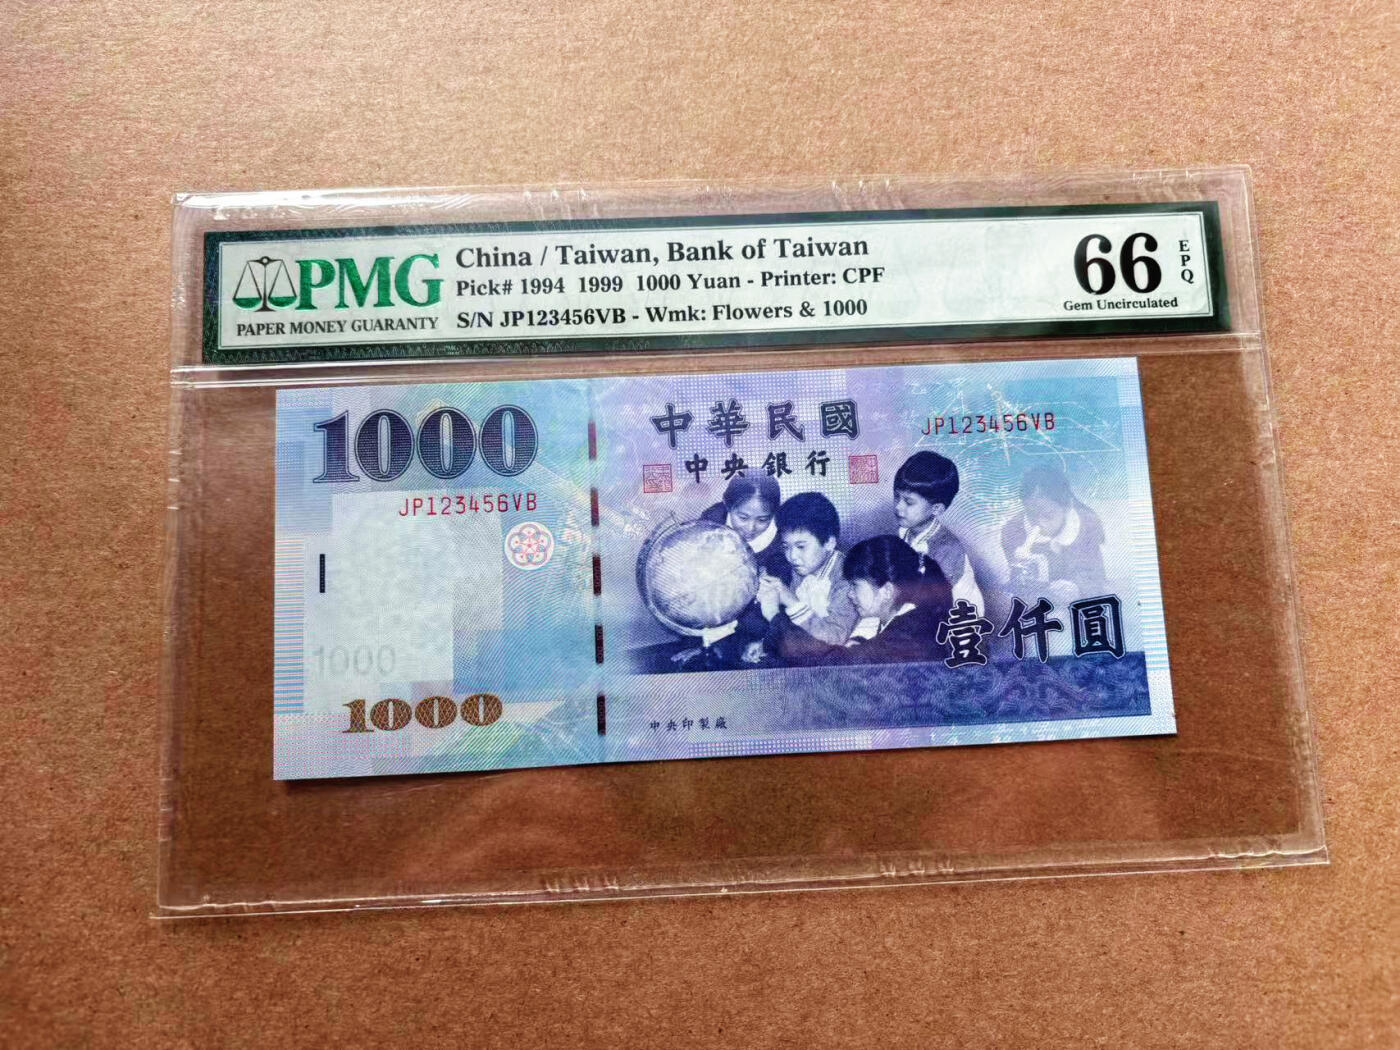 PMG
PAPER MONEY GUARANTY
China / Taiwan, Bank of Taiwan
Pick# 1994 1999 1000 Yuan - Printer: CPF
S/N JP123456VB - Wmk: Flowers & 1000
66
EPQ
Gem Uncirculated
1000
中華民國
JP123456VB
中央銀行
JP123456VB
壹仟圓
1000
1000
中央印製廠